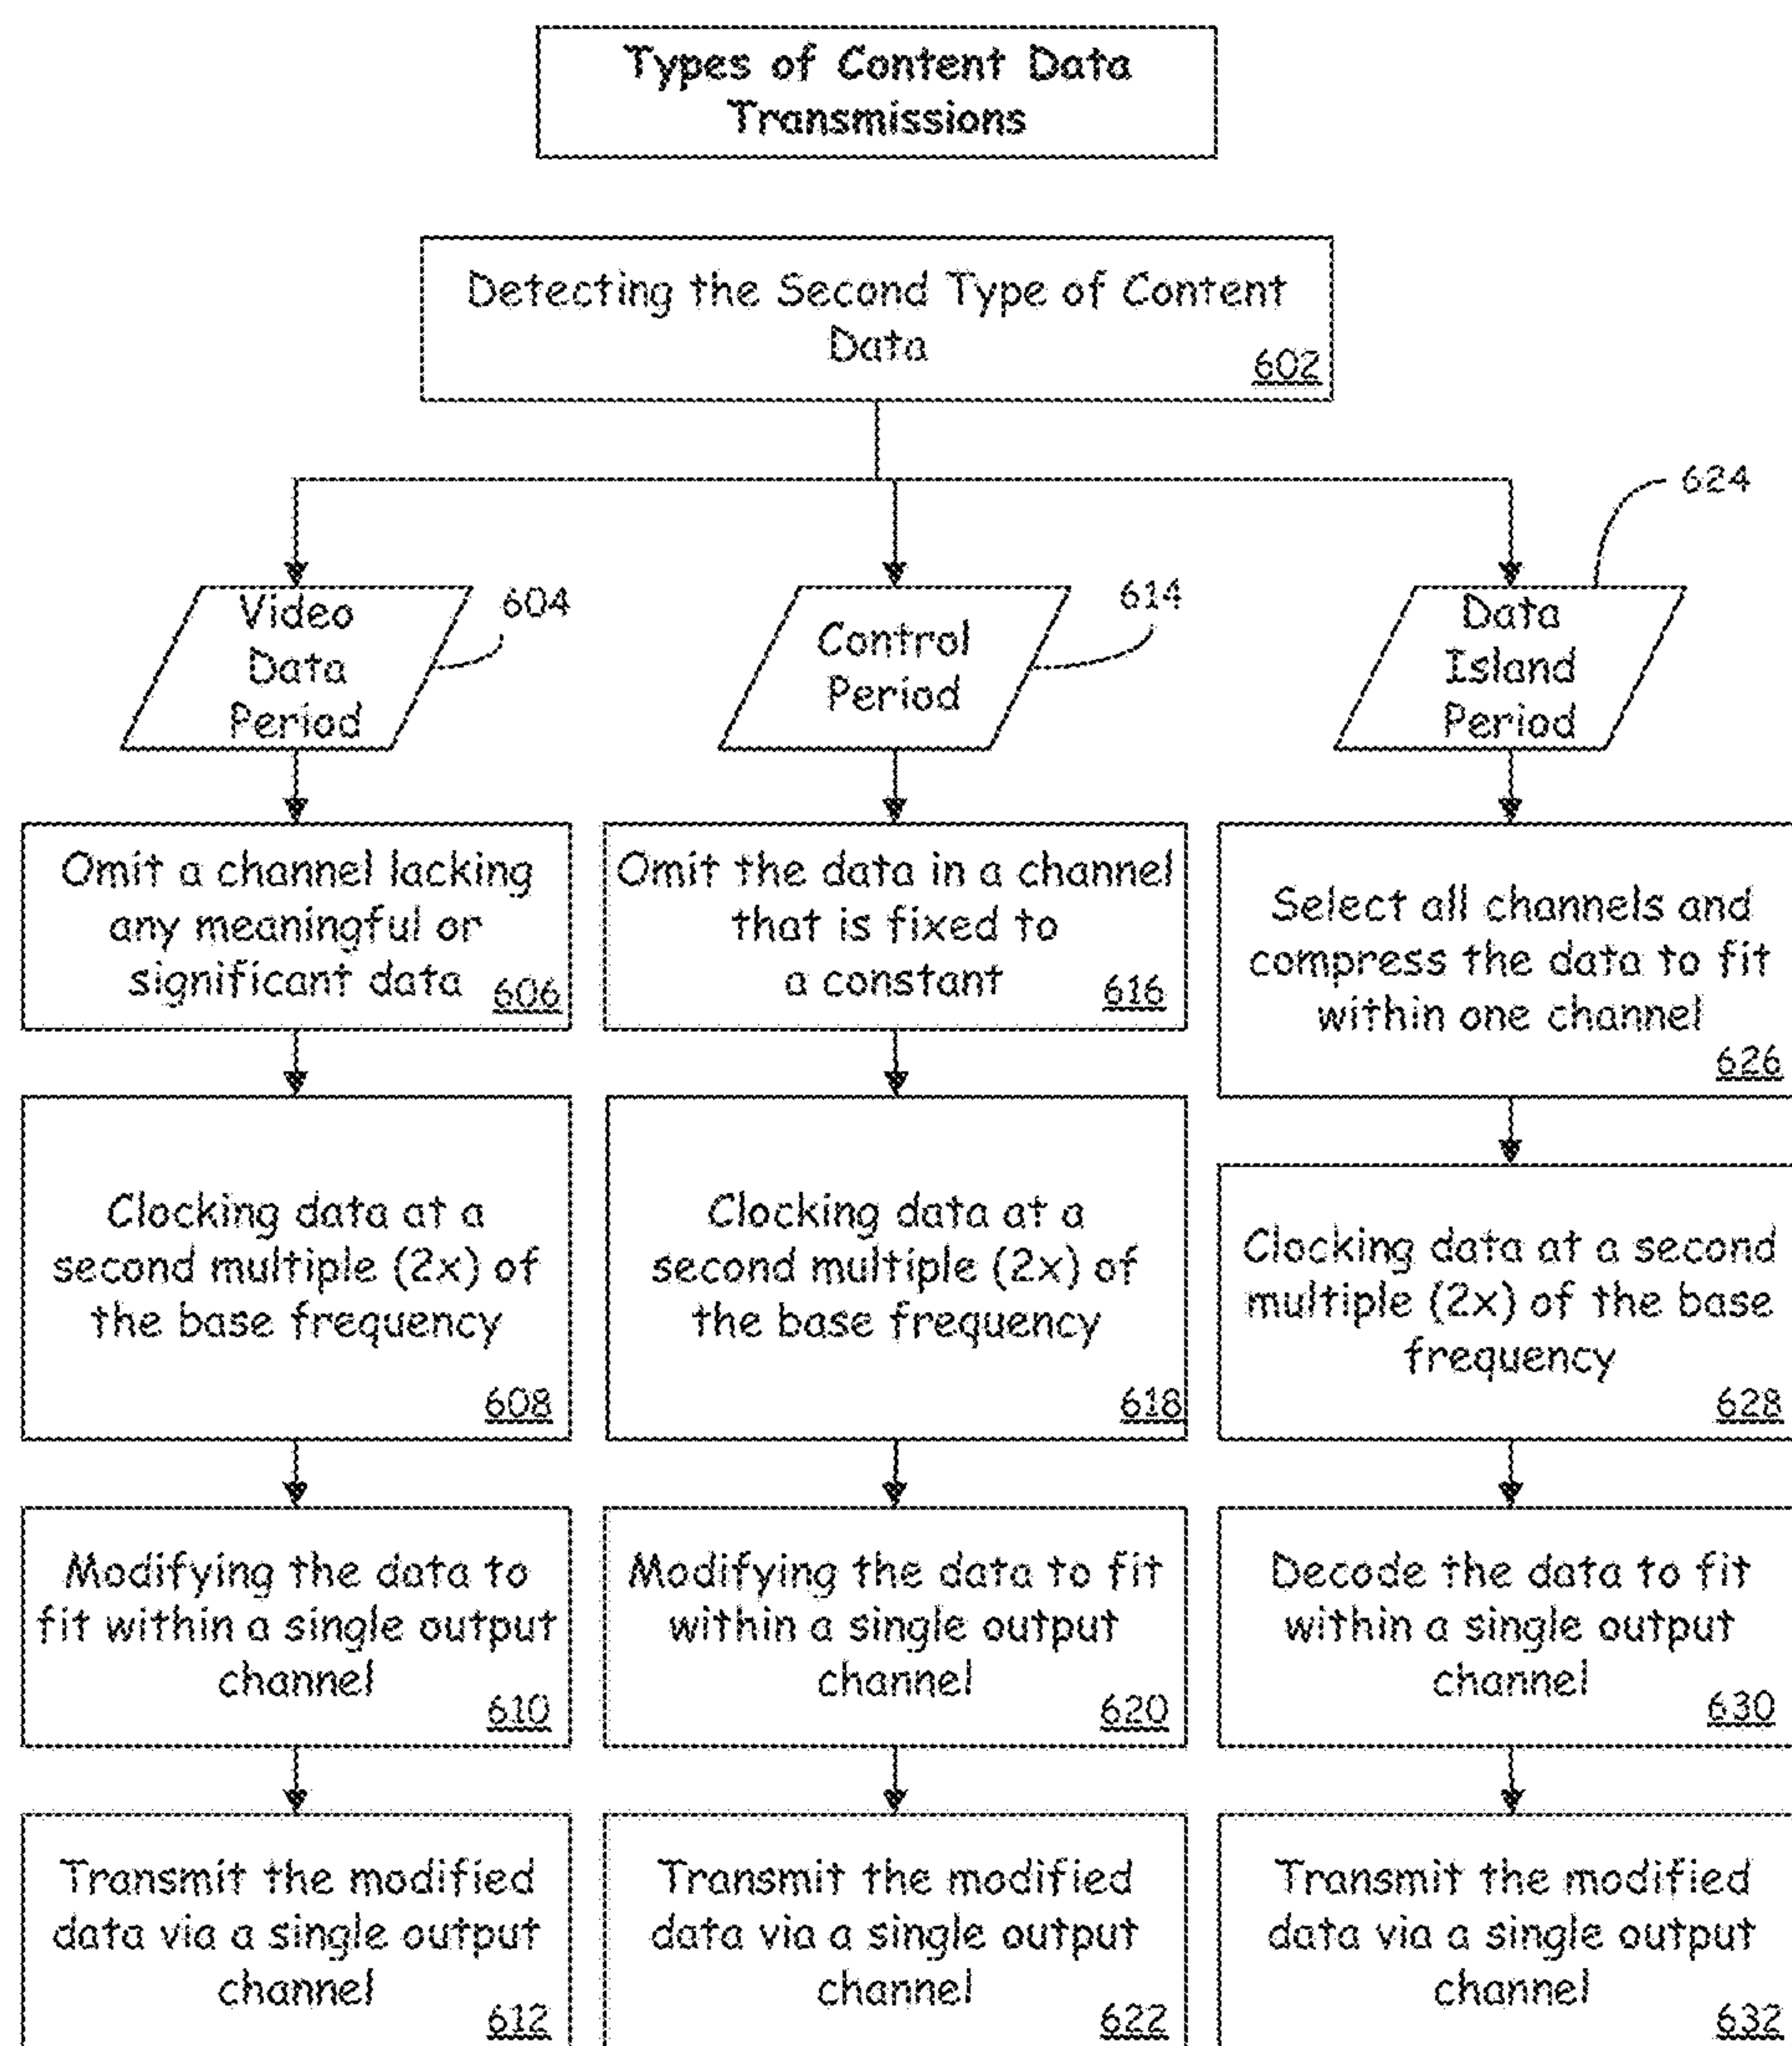 Types of Content Data
Transmissions
Detecting the Second Type of Content
Data
602
624
Video
Data
Period
604
Control
Period
614
Data
Island
Period
Omit a channel lacking
any meaningful or
significant data
606
Omit the data in a channel
that is fixed to
a constant
616
Select all channels and
compress the data to fit
within one channel
626
Clocking data at a
second multiple (2x) of
the base frequency
608
Clocking data at a
second multiple (2x) of
the base frequency
618
Clocking data at a second
multiple (2x) of the base
frequency
628
Modifying the data to
fit within a single output
channel
610
Modifying the data to fit
within a single output
channel
620
Decode the data to fit
within a single output
channel
630
Transmit the modified
data via a single output
channel
612
Transmit the modified
data via a single output
channel
622
Transmit the modified
data via a single output
channel
632